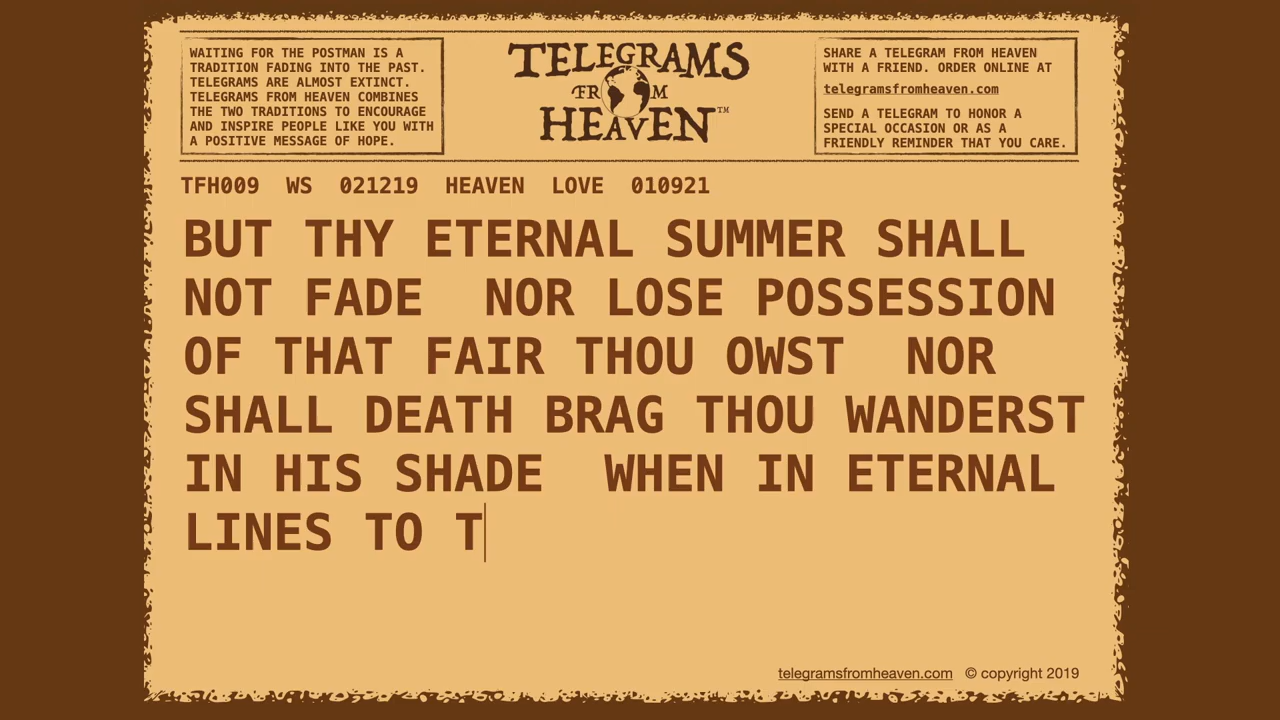 WAITING FOR THE POSTMAN IS A
TRADITION FADING INTO THE PAST.
TELEGRAMS ARE ALMOST EXTINCT.
TELEGRAMS FROM HEAVEN COMBINES
THE TWO TRADITIONS TO ENCOURAGE
AND INSPIRE PEOPLE LIKE YOU WITH
A POSITIVE MESSAGE OF HOPE.
TELEGRAMS
FROM
HEAVEN™
SHARE A TELEGRAM FROM HEAVEN
WITH A FRIEND. ORDER ONLINE AT
telegramsfromheaven.com
SEND A TELEGRAM TO HONOR A
SPECIAL OCCASION OR AS A
FRIENDLY REMINDER THAT YOU CARE.
TFH009 WS 021219 HEAVEN LOVE 010921
BUT THY ETERNAL SUMMER SHALL
NOT FADE NOR LOSE POSSESSION
OF THAT FAIR THOU OWST NOR
SHALL DEATH BRAG THOU WANDERST
IN HIS SHADE WHEN IN ETERNAL
LINES TO T
telegramsfromheaven.com © copyright 2019